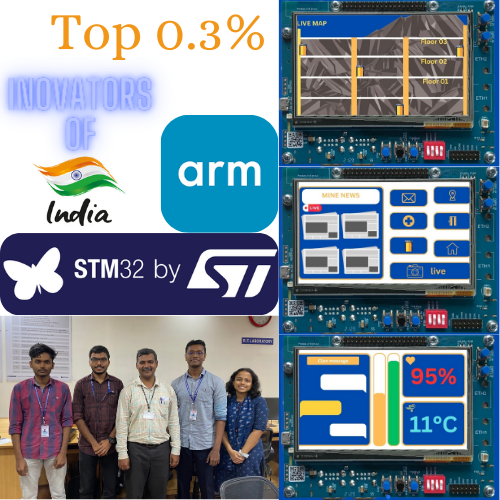 Top 0.3%
INOVATORS
OF
India
arm
STM32 by ST
LIVE MAP
Floor 03
Floor 02
Floor 01
MINE NEWS
LIVE
live
95%
11°C